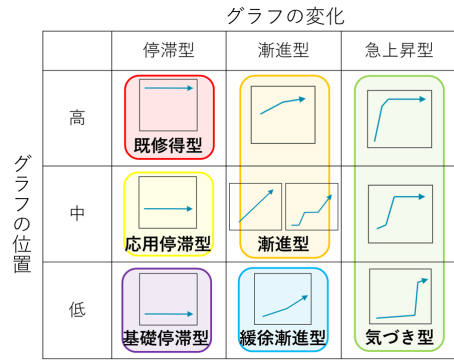 グラフの変化
停滞型
漸進型
急上昇型
グラフの位置
高
既修得型
中
応用停滞型
漸進型
低
基礎停滞型
緩徐漸進型
気づき型